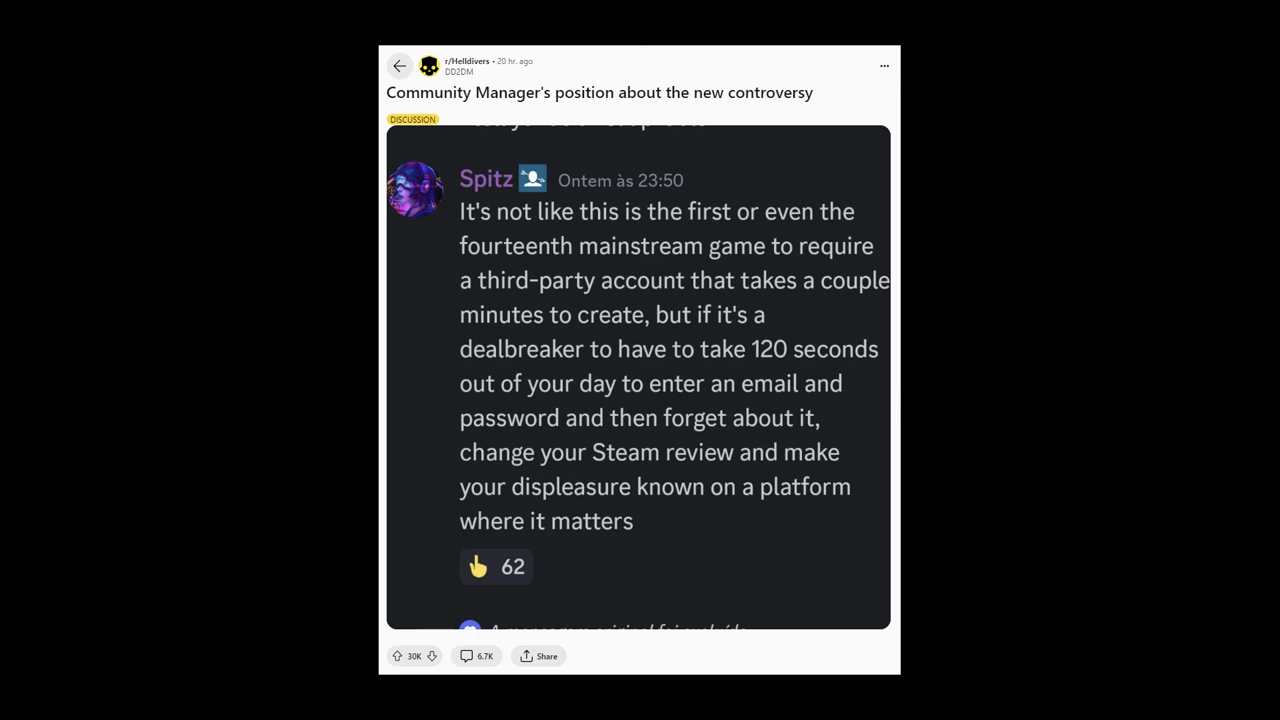 r/Helldivers • 20 hr. ago
DD2DM
Community Manager's position about the new controversy
DISCUSSION
Spitz Ontem às 23:50
It's not like this is the first or even the
fourteenth mainstream game to require
a third-party account that takes a couple
minutes to create, but if it's a
dealbreaker to have to take 120 seconds
out of your day to enter an email and
password and then forget about it,
change your Steam review and make
your displeasure known on a platform
where it matters
62
30K
6.7K
Share